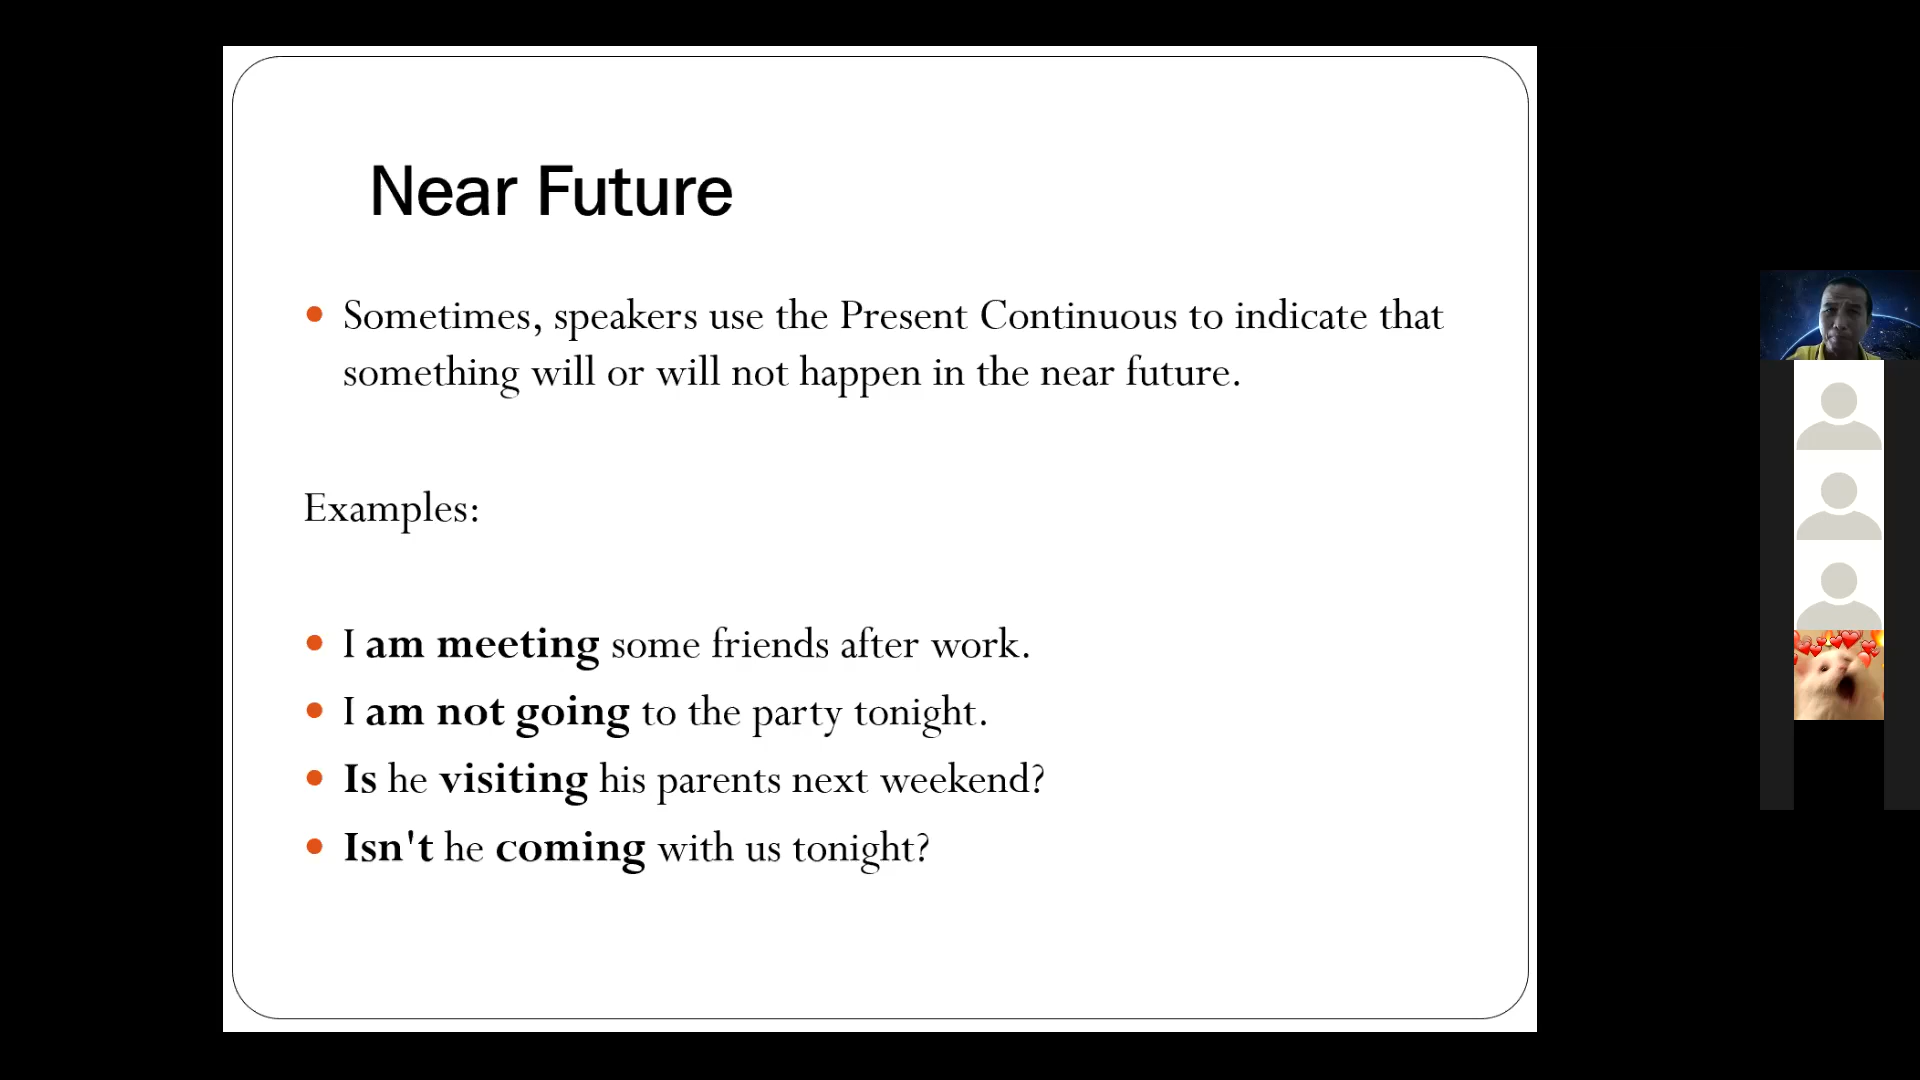 Near Future
Sometimes, speakers use the Present Continuous to indicate that
something will or will not happen in the near future.
Examples:
I am meeting some friends after work.
I am not going to the party tonight.
Is he visiting his parents next weekend?
Isn't he coming with us tonight?